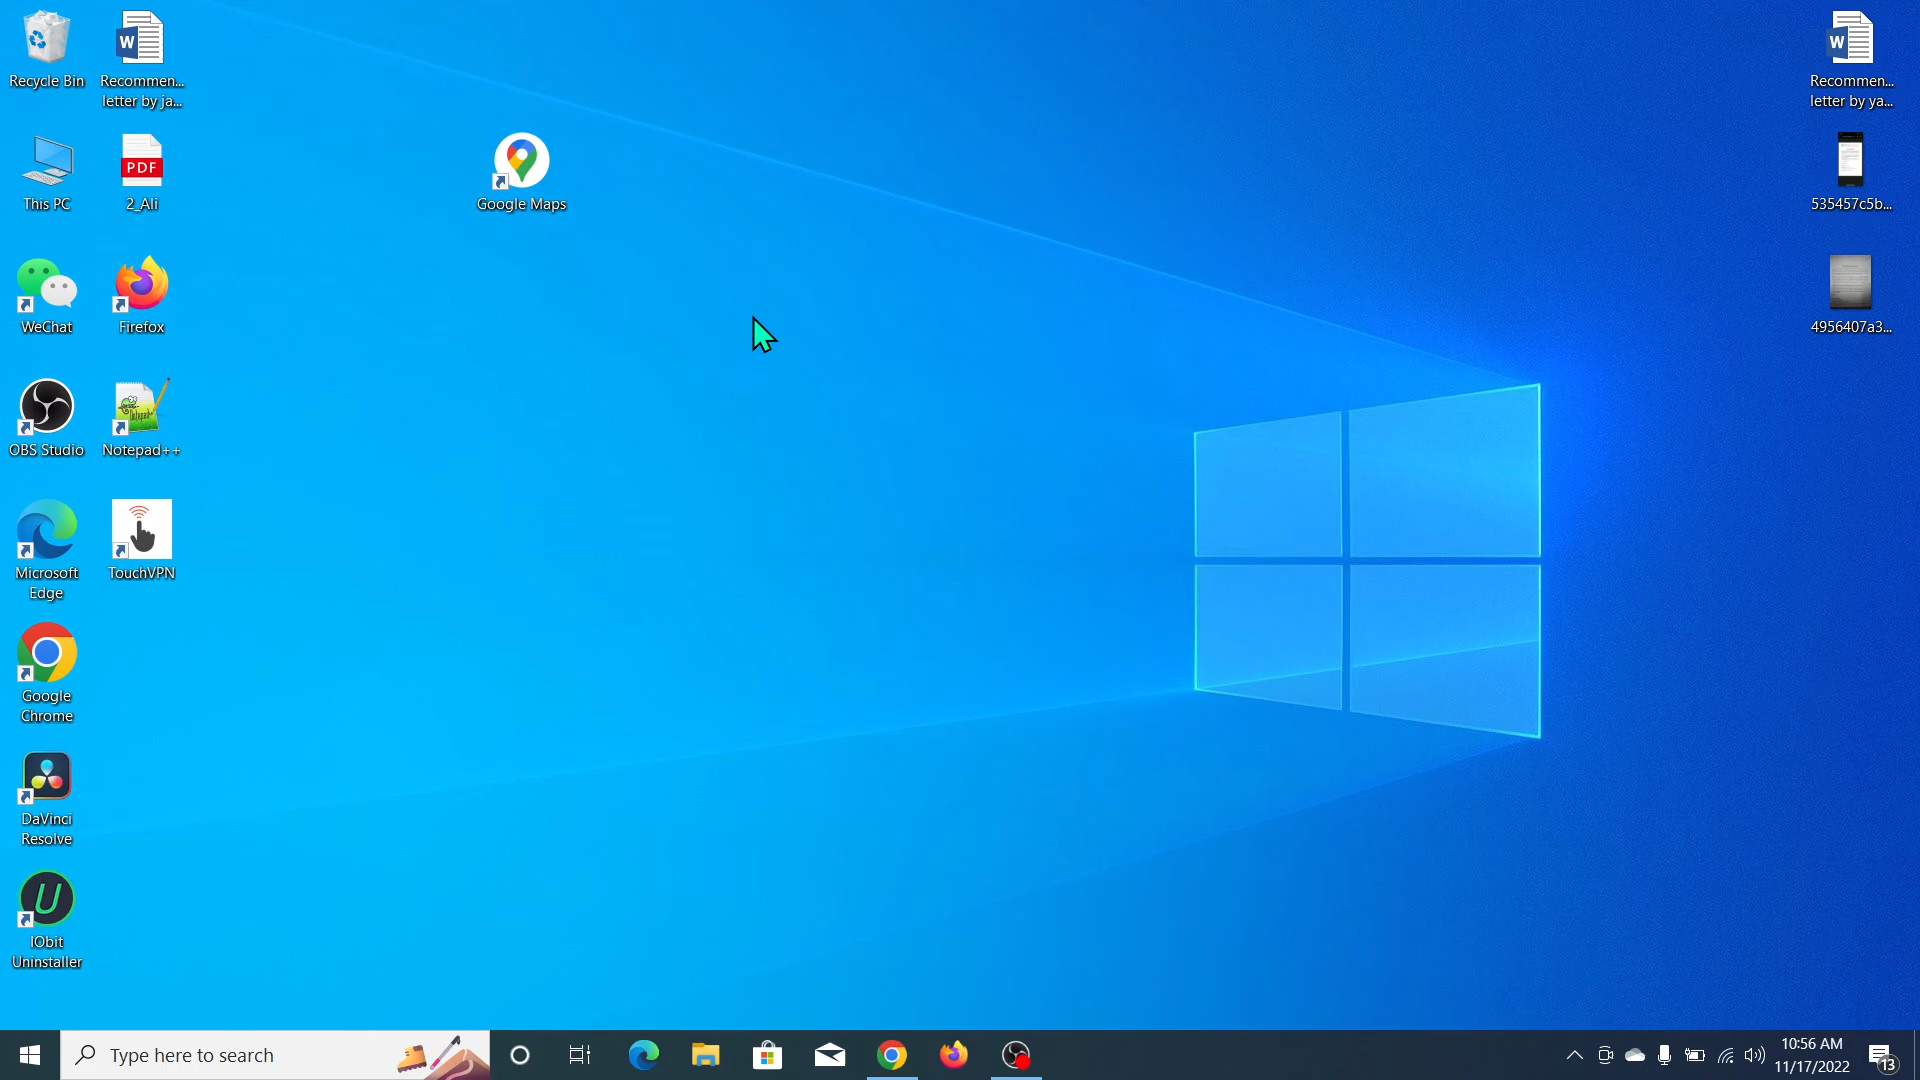 Recycle Bin
Recommen...
letter by ja...
Recommen...
letter by ya...
This PC
PDF
2_Ali
Google Maps
535457c5b...
WeChat
Firefox
4956407a3...
OBS Studio
Notepad++
Microsoft
Edge
TouchVPN
Google
Chrome
DaVinci
Resolve
IObit
Uninstaller
Type here to search
10:56 AM
11/17/2022
13